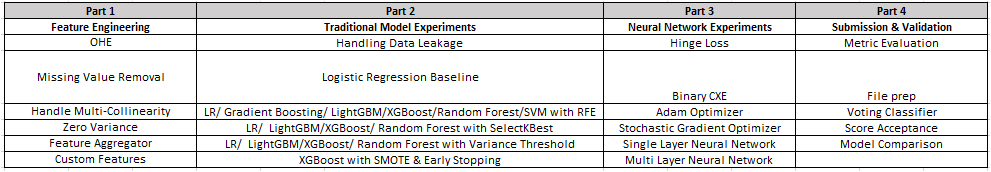 Part 1 Part 2 Part 3 Part 4
Feature Engineering Traditional Model Experiments Neural Network Experiments Submission & Validation
OHE Handling Data Leakage Hinge Loss Metric Evaluation
Missing Value Removal Logistic Regression Baseline Binary CXE File prep
Handle Multi-Collinearity LR/ Gradient Boosting/ LightGBM/XGBoost/Random Forest/SVM with RFE Adam Optimizer Voting Classifier
Zero Variance LR/ LightGBM/XGBoost/ Random Forest with SelectKBest Stochastic Gradient Optimizer Score Acceptance
Feature Aggregator LR/ LightGBM/XGBoost/ Random Forest with Variance Threshold Single Layer Neural Network Model Comparison
Custom Features XGBoost with SMOTE & Early Stopping Multi Layer Neural Network